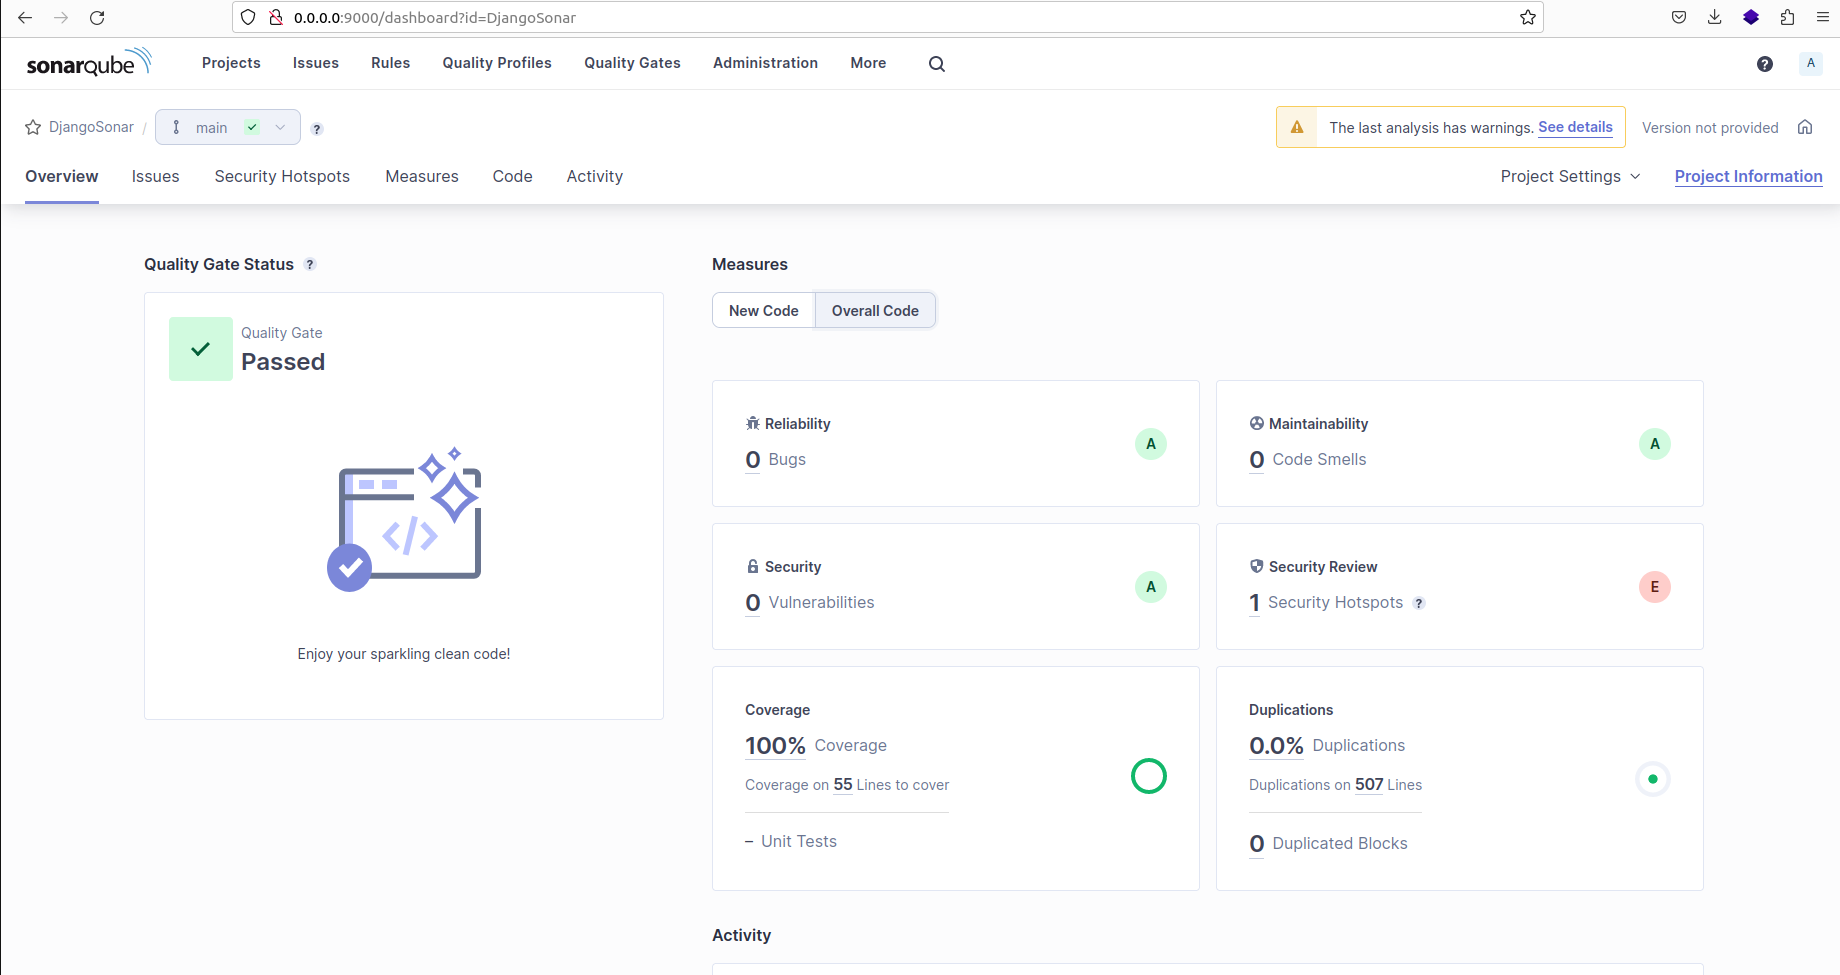 0.0.0.0:9000/dashboard?id=DjangoSonar
sonarqube Projects Issues Rules Quality Profiles Quality Gates Administration More ? A
DjangoSonar / main ? The last analysis has warnings. See details Version not provided
Overview Issues Security Hotspots Measures Code Activity Project Settings Project Information
Quality Gate Status ?
Quality Gate
Passed
</>
Enjoy your sparkling clean code!
Measures
New Code Overall Code
Reliability
0 Bugs
A
Maintainability
0 Code Smells
A
Security
0 Vulnerabilities
A
Security Review
1 Security Hotspots ?
E
Coverage
100% Coverage
Coverage on 55 Lines to cover
– Unit Tests
Duplications
0.0% Duplications
Duplications on 507 Lines
0 Duplicated Blocks
Activity